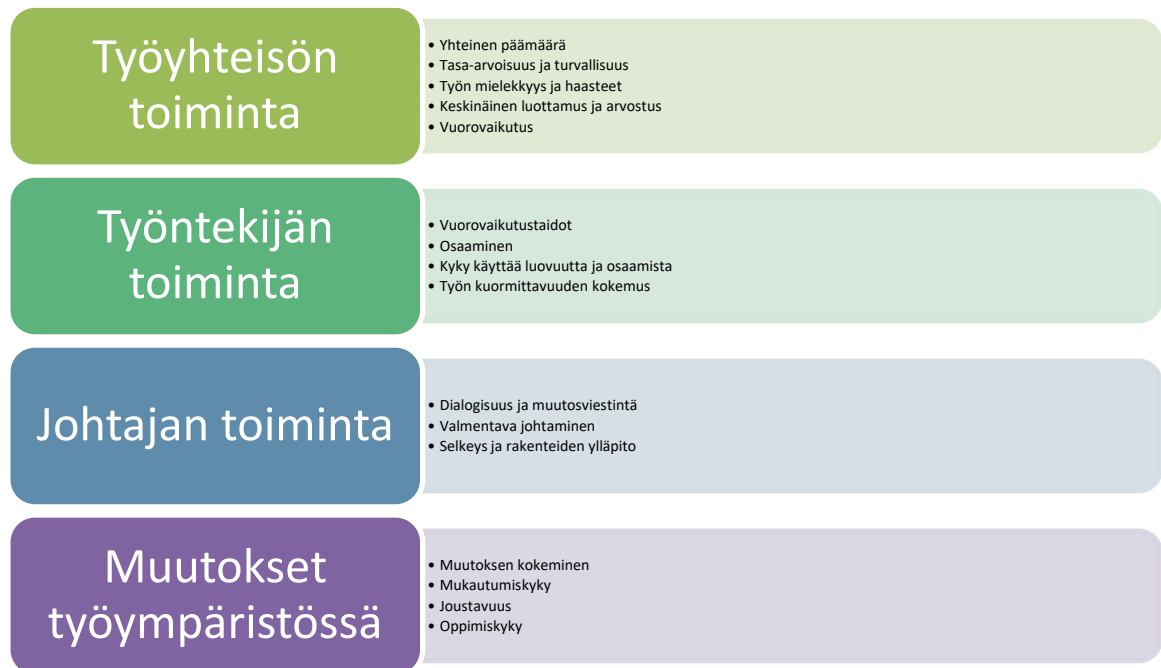 Työyhteisön
toiminta
• Yhteinen päämäärä
• Tasa-arvoisuus ja turvallisuus
• Työn mielekkyys ja haasteet
• Keskinäinen luottamus ja arvostus
• Vuorovaikutus
Työntekijän
toiminta
• Vuorovaikutustaidot
• Osaaminen
• Kyky käyttää luovuutta ja osaamista
• Työn kuormittavuuden kokemus
Johtajan toiminta
• Dialogisuus ja muutosviestintä
• Valmentava johtaminen
• Selkeys ja rakenteiden ylläpito
Muutokset
työympäristössä
• Muutoksen kokeminen
• Mukautumiskyky
• Joustavuus
• Oppimiskyky